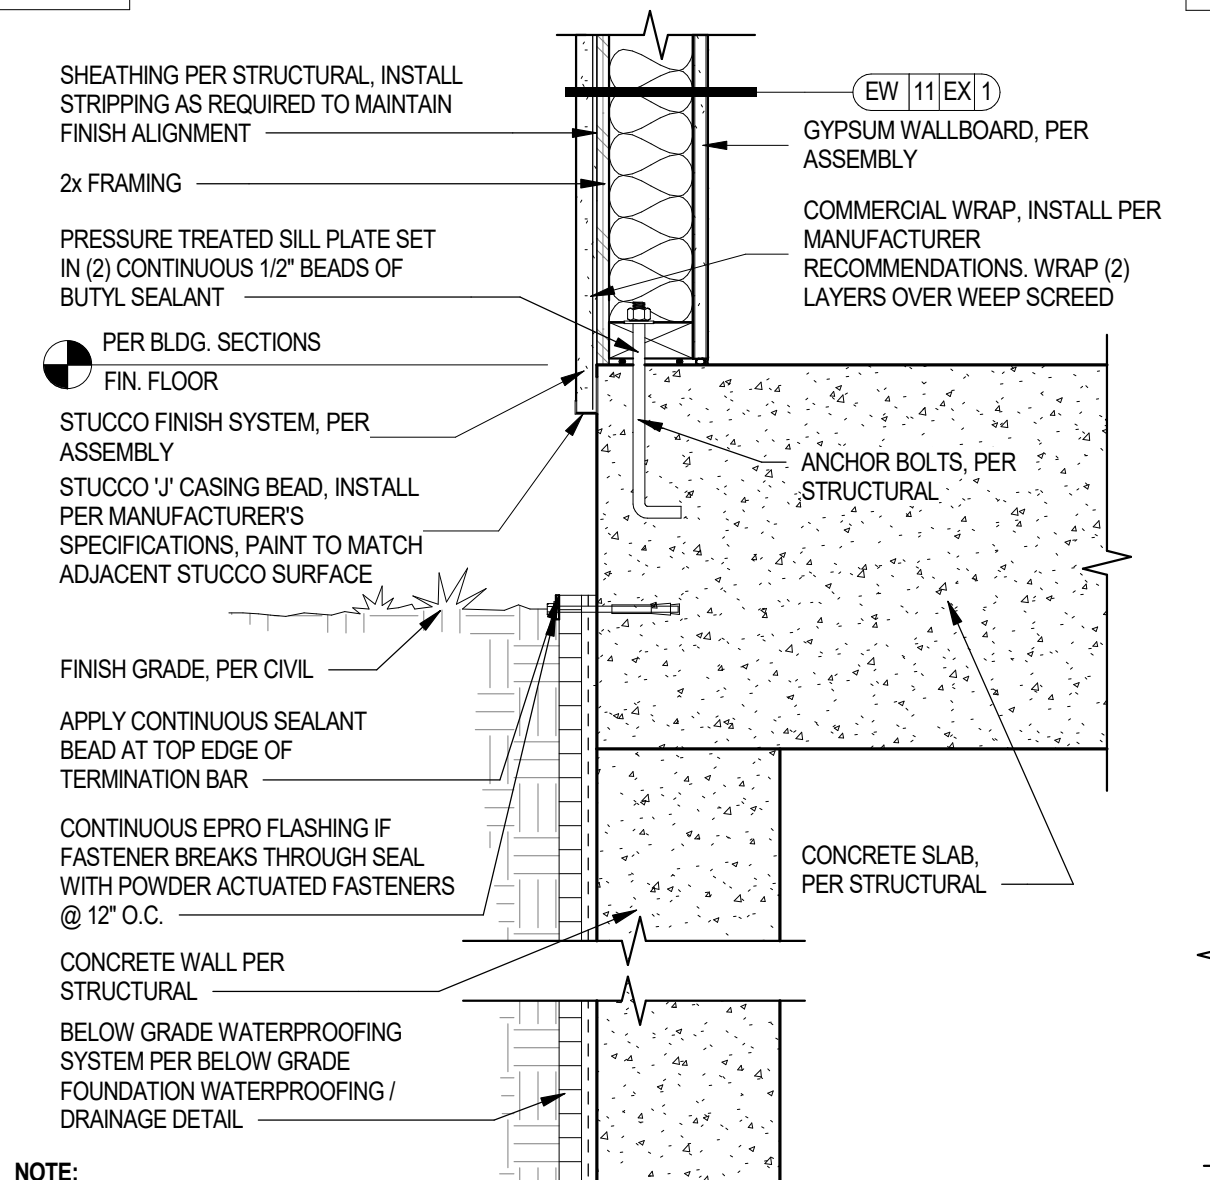 SHEATHING PER STRUCTURAL, INSTALL
STRIPPING AS REQUIRED TO MAINTAIN
FINISH ALIGNMENT
2x FRAMING
PRESSURE TREATED SILL PLATE SET
IN (2) CONTINUOUS 1/2" BEADS OF
BUTYL SEALANT
PER BLDG. SECTIONS
FIN. FLOOR
STUCCO FINISH SYSTEM, PER
ASSEMBLY
STUCCO 'J' CASING BEAD, INSTALL
PER MANUFACTURER'S
SPECIFICATIONS, PAINT TO MATCH
ADJACENT STUCCO SURFACE
FINISH GRADE, PER CIVIL
APPLY CONTINUOUS SEALANT
BEAD AT TOP EDGE OF
TERMINATION BAR
CONTINUOUS EPRO FLASHING IF
FASTENER BREAKS THROUGH SEAL
WITH POWDER ACTUATED FASTENERS
@ 12" O.C.
CONCRETE WALL PER
STRUCTURAL
BELOW GRADE WATERPROOFING
SYSTEM PER BELOW GRADE
FOUNDATION WATERPROOFING /
DRAINAGE DETAIL
NOTE:
EW 11 EX 1
GYPSUM WALLBOARD, PER
ASSEMBLY
COMMERCIAL WRAP, INSTALL PER
MANUFACTURER
RECOMMENDATIONS. WRAP (2)
LAYERS OVER WEEP SCREED
ANCHOR BOLTS, PER
STRUCTURAL
CONCRETE SLAB,
PER STRUCTURAL